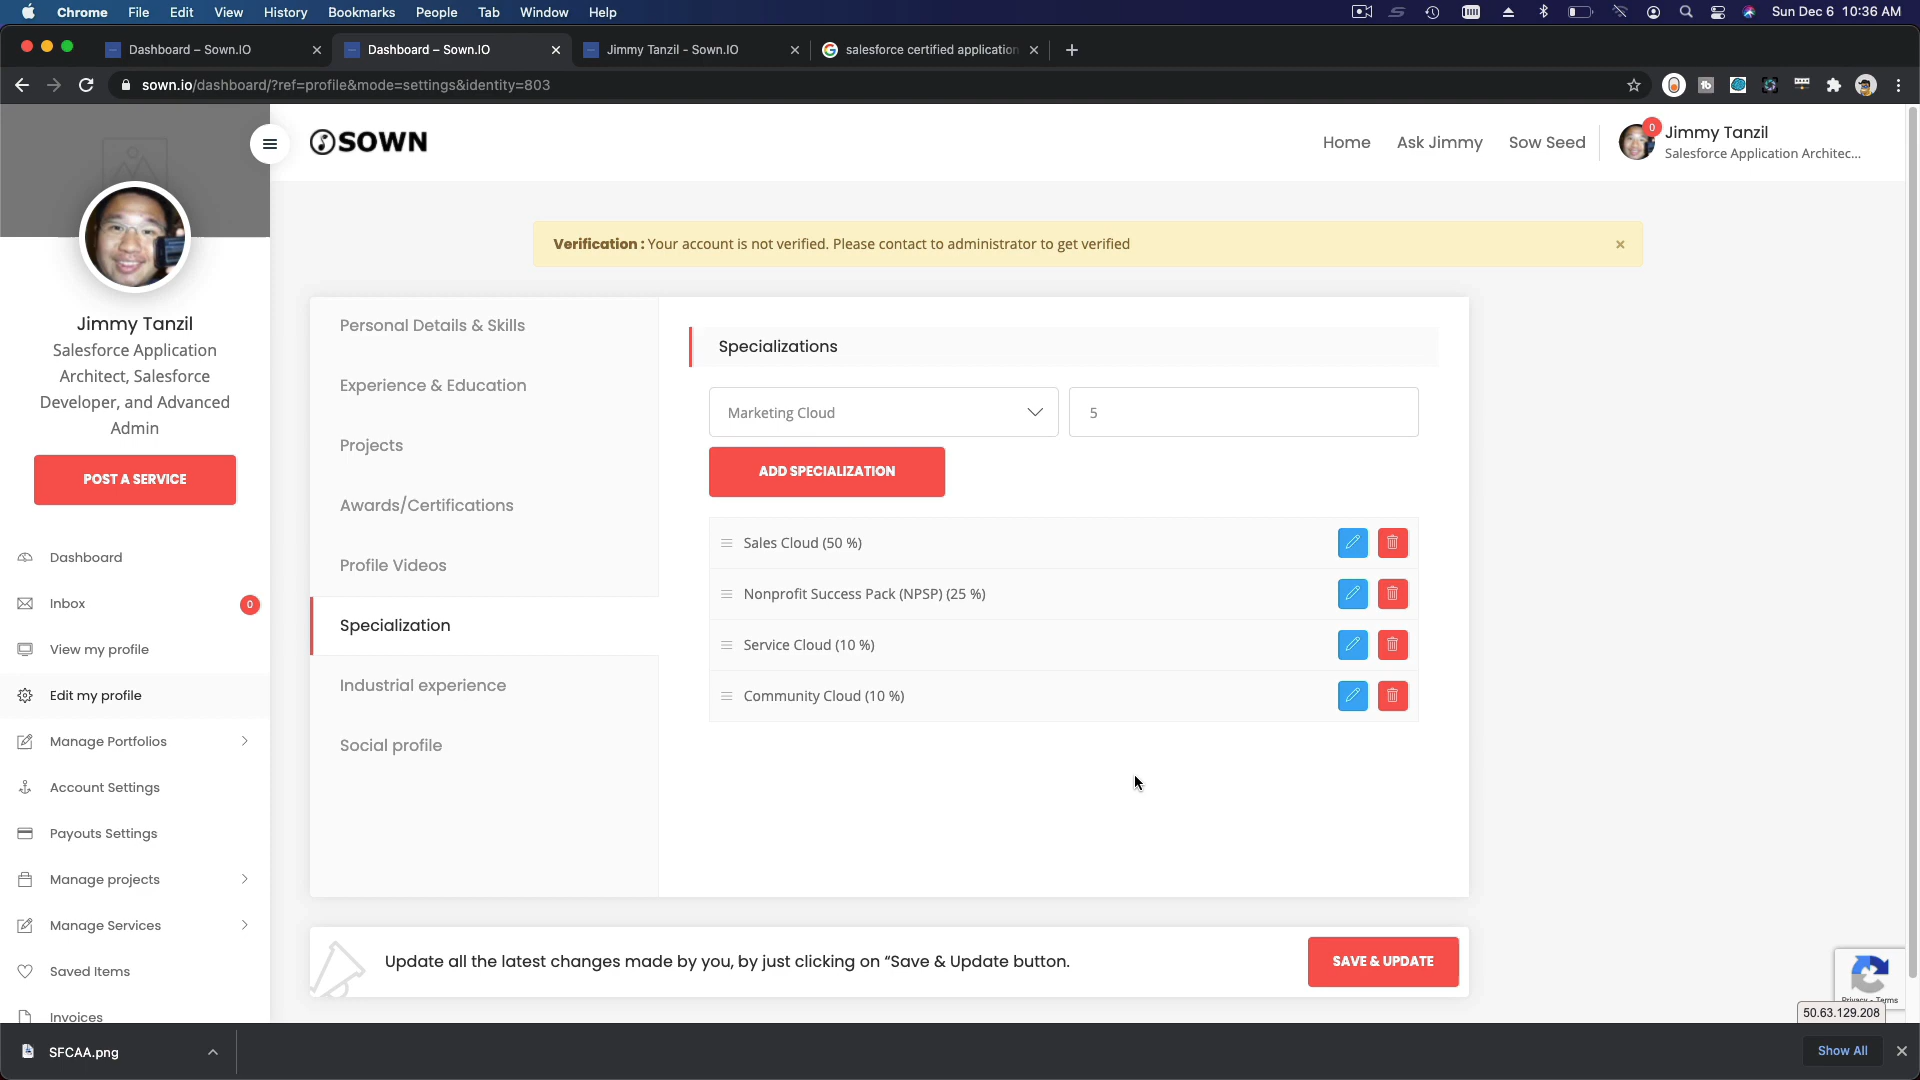 Chrome File Edit View History Bookmarks People Tab Window Help Sun Dec 6 10:36 AM
Dashboard – Sown.IO Dashboard – Sown.IO Jimmy Tanzil - Sown.IO salesforce certified application
sown.io/dashboard/?ref=profile&mode=settings&identity=803
SOWN
Home Ask Jimmy Sow Seed
0
Jimmy Tanzil
Salesforce Application Architec...
Verification : Your account is not verified. Please contact to administrator to get verified ×
Jimmy Tanzil
Salesforce Application
Architect, Salesforce
Developer, and Advanced
Admin
POST A SERVICE
Dashboard
Inbox 0
View my profile
Edit my profile
Manage Portfolios
Account Settings
Payouts Settings
Manage projects
Manage Services
Saved Items
Invoices
Personal Details & Skills
Experience & Education
Projects
Awards/Certifications
Profile Videos
Specialization
Industrial experience
Social profile
Specializations
Marketing Cloud 5
ADD SPECIALIZATION
Sales Cloud (50 %)
Nonprofit Success Pack (NPSP) (25 %)
Service Cloud (10 %)
Community Cloud (10 %)
Update all the latest changes made by you, by just clicking on “Save & Update button.
SAVE & UPDATE
Privacy - Terms
50.63.129.208
SFCAA.png
Show All